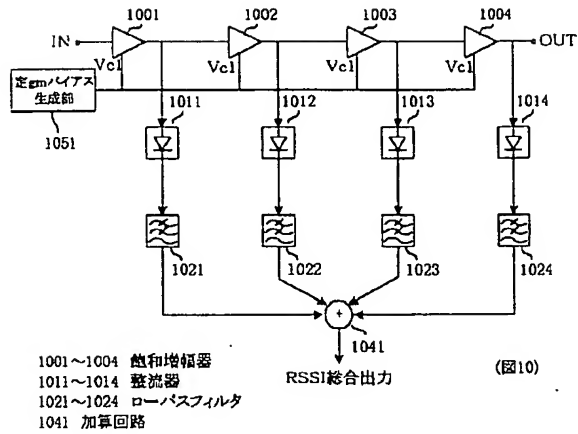 1001
1002
1003
1004
IN
OUT
Vc1
Vc1
Vc1
Vc1
定gmバイアス
生成部
1051
1011
1012
1013
1014
1021
1022
1023
1024
+
1041
RSSI総合出力
(図10)
1001~1004 飽和増幅器
1011~1014 整流器
1021~1024 ローパスフィルタ
1041 加算回路